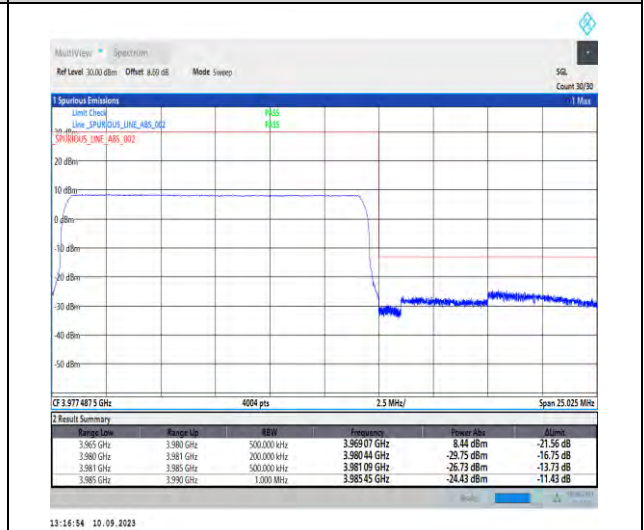 MultiView Spectrum
Ref Level 30.00 dBm Offset 8.69 dB Mode Sweep SGL
Count 30/30
1 Spurious Emissions 1 Max
Limit Check PASS
Line _SPURIOUS_LINE_ABS_002 PASS
30 dBm
_SPURIOUS_LINE_ABS_002
20 dBm
10 dBm
0 dBm
-10 dBm
-20 dBm
-30 dBm
-40 dBm
-50 dBm
CF 3.977 487 5 GHz 4004 pts 2.5 MHz/ Span 25.025 MHz
2 Result Summary
Range Low Range Up RBW Frequency Power Abs ΔLimit
3.965 GHz 3.980 GHz 500.000 kHz 3.969 07 GHz 8.44 dBm -21.56 dB
3.980 GHz 3.981 GHz 200.000 kHz 3.980 44 GHz -29.75 dBm -16.75 dB
3.981 GHz 3.985 GHz 500.000 kHz 3.981 09 GHz -26.73 dBm -13.73 dB
3.985 GHz 3.990 GHz 1.000 MHz 3.985 45 GHz -24.43 dBm -11.43 dB
13:16:54 10.09.2023